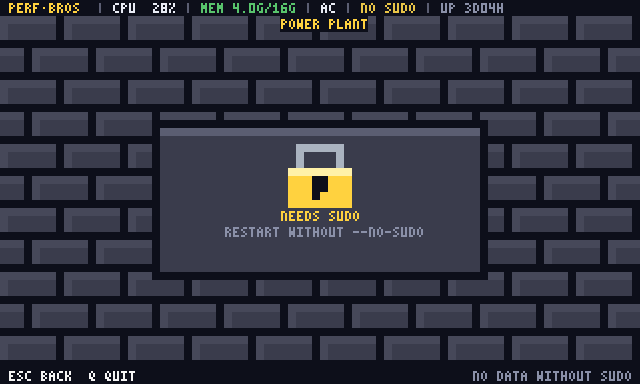 PERF·BROS | CPU 28% | MEM 4.0G/16G | AC | NO SUDO | UP 3D04H
POWER PLANT
NEEDS SUDO
RESTART WITHOUT --NO-SUDO
ESC BACK Q QUIT
NO DATA WITHOUT SUDO